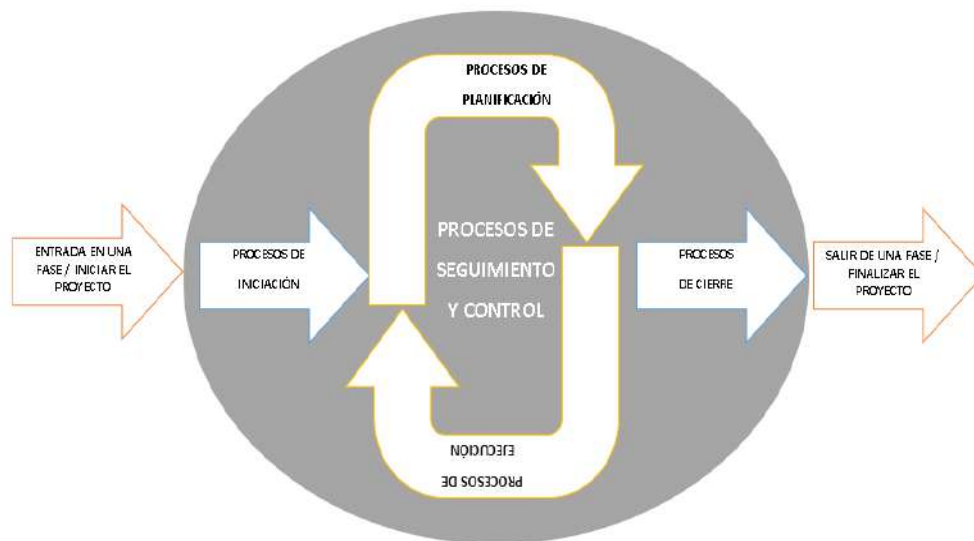 PROCESOS DE
PLANIFICACIÓN
ENTRADA EN UNA
FASE / INICIAR EL
PROYECTO
PROCESOS DE
INICIACIÓN
PROCESOS DE
SEGUIMIENTO
Y CONTROL
PROCESOS
DE CIERRE
SALIR DE UNA FASE /
FINALIZAR EL
PROYECTO
PROCESOS DE
EJECUCIÓN